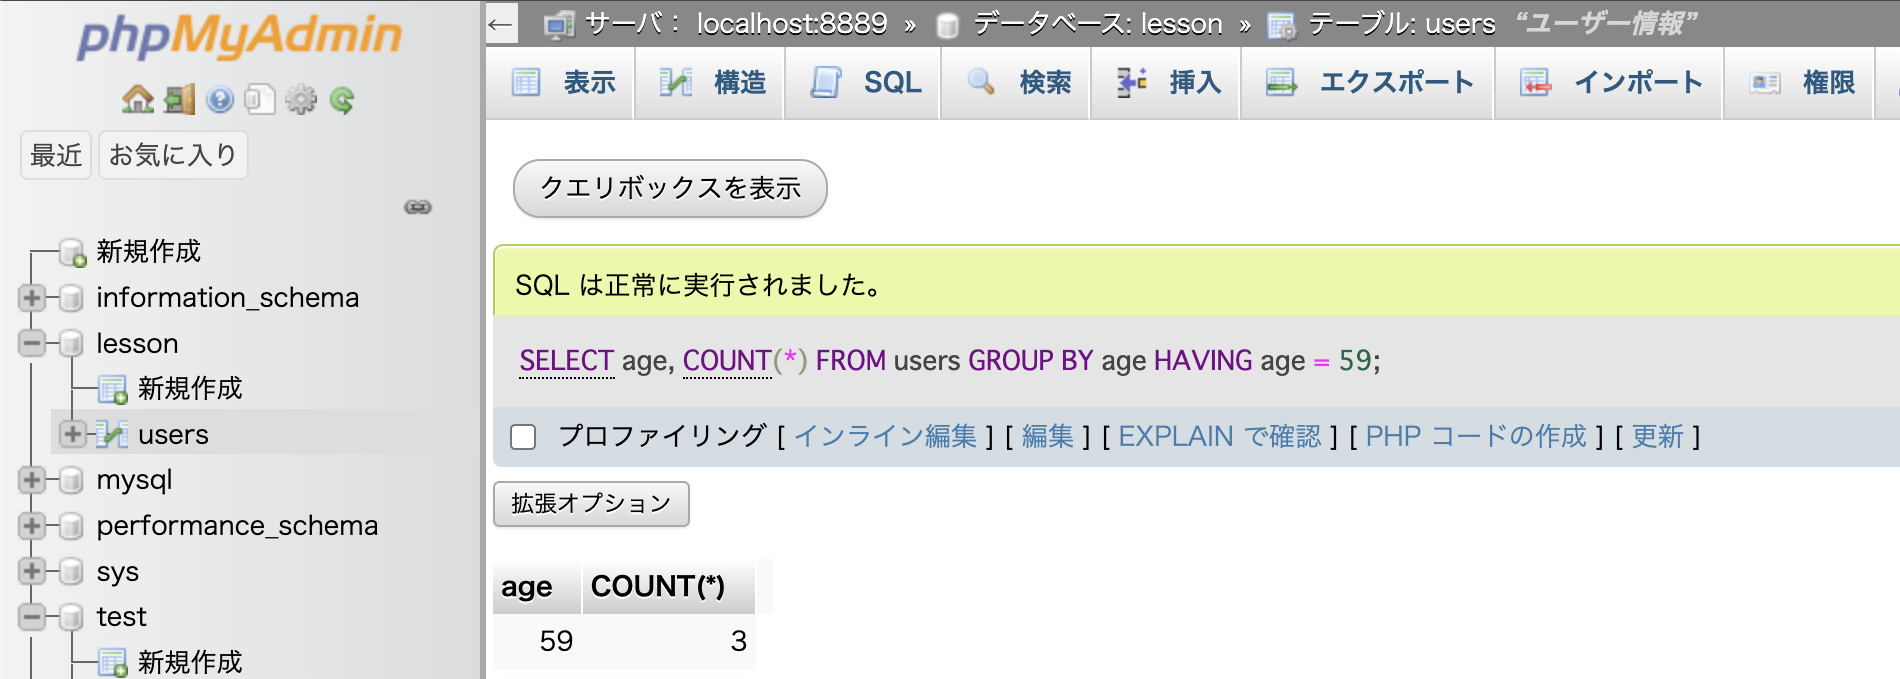 phpMyAdmin
最近 お気に入り
新規作成
information_schema
lesson
新規作成
users
mysql
performance_schema
sys
test
新規作成
← サーバ： localhost:8889 » データベース: lesson » テーブル: users “ユーザー情報”
表示 構造 SQL 検索 挿入 エクスポート インポート 権限
クエリボックスを表示
SQL は正常に実行されました。
SELECT age, COUNT(*) FROM users GROUP BY age HAVING age = 59;
プロファイリング [ インライン編集 ] [ 編集 ] [ EXPLAIN で確認 ] [ PHP コードの作成 ] [ 更新 ]
拡張オプション
age COUNT(*)
59 3